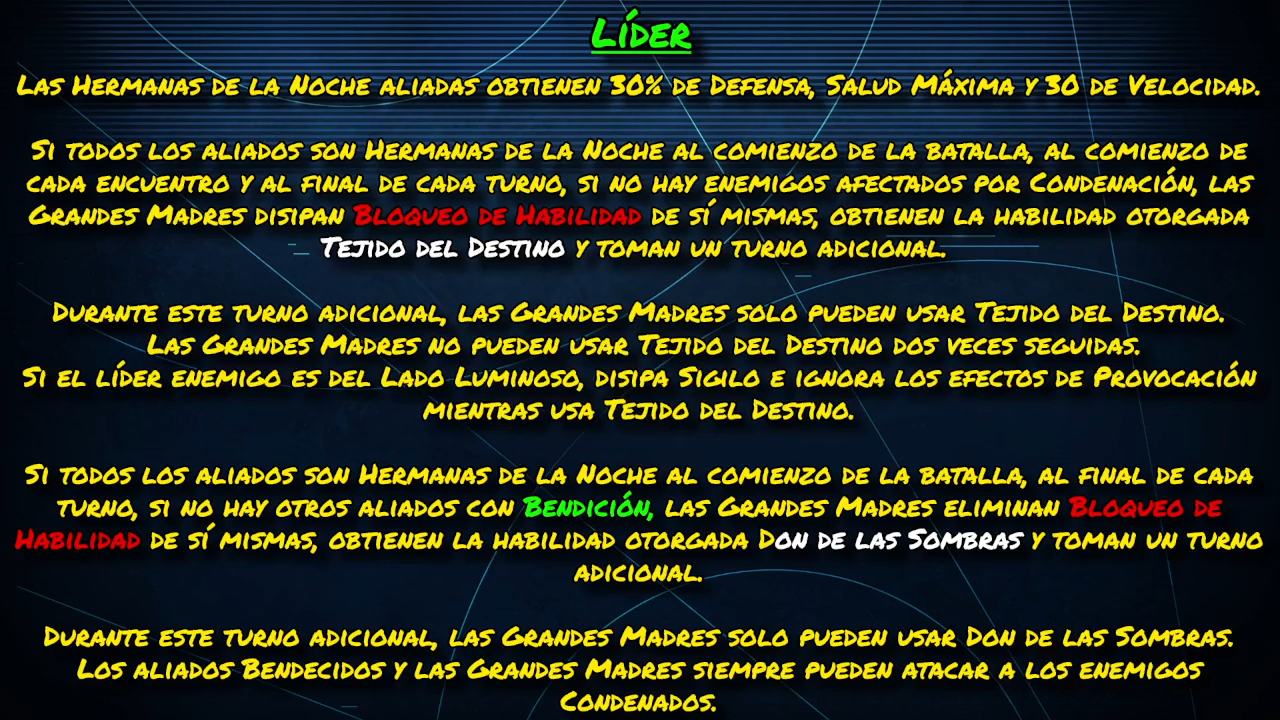 Líder
Las Hermanas de la Noche aliadas obtienen 30% de Defensa, Salud Máxima y 30 de Velocidad.
Si todos los aliados son Hermanas de la Noche al comienzo de la batalla, al comienzo de
cada encuentro y al final de cada turno, si no hay enemigos afectados por Condenación, las
Grandes Madres disipan Bloqueo de Habilidad de sí mismas, obtienen la habilidad otorgada
Tejido del Destino y toman un turno adicional.
Durante este turno adicional, las Grandes Madres solo pueden usar Tejido del Destino.
Las Grandes Madres no pueden usar Tejido del Destino dos veces seguidas.
Si el líder enemigo es del Lado Luminoso, disipa Sigilo e ignora los efectos de Provocación
mientras usa Tejido del Destino.
Si todos los aliados son Hermanas de la Noche al comienzo de la batalla, al final de cada
turno, si no hay otros aliados con Bendición, las Grandes Madres eliminan Bloqueo de
Habilidad de sí mismas, obtienen la habilidad otorgada Don de las Sombras y toman un turno
adicional.
Durante este turno adicional, las Grandes Madres solo pueden usar Don de las Sombras.
Los aliados Bendecidos y las Grandes Madres siempre pueden atacar a los enemigos
Condenados.